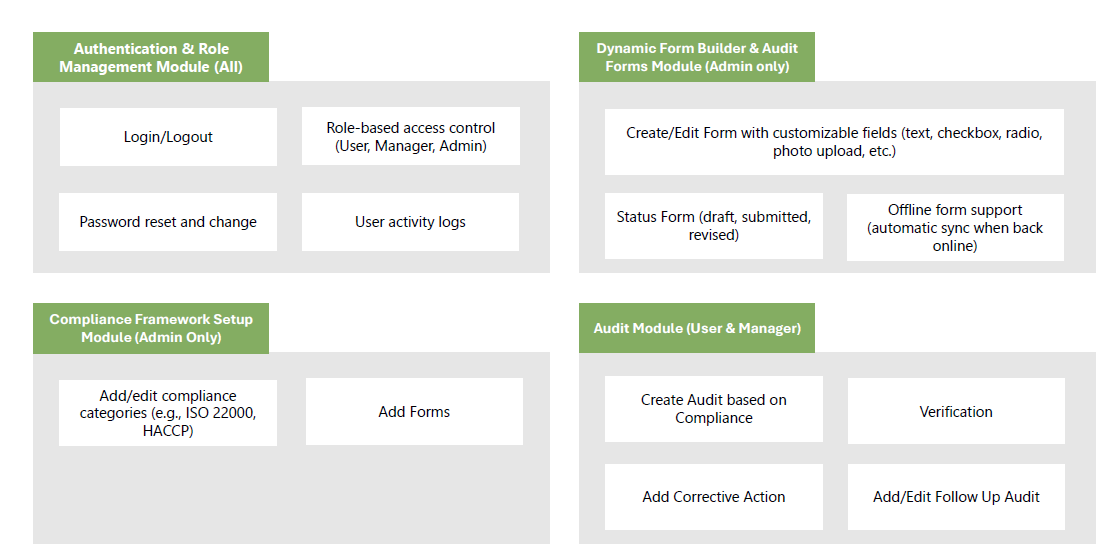 Authentication & Role
Management Module (All)
Login/Logout
Role-based access control
(User, Manager, Admin)
Password reset and change
User activity logs
Dynamic Form Builder & Audit
Forms Module (Admin only)
Create/Edit Form with customizable fields (text, checkbox, radio,
photo upload, etc.)
Status Form (draft, submitted,
revised)
Offline form support
(automatic sync when back
online)
Compliance Framework Setup
Module (Admin Only)
Add/edit compliance
categories (e.g., ISO 22000,
HACCP)
Add Forms
Audit Module (User & Manager)
Create Audit based on
Compliance
Verification
Add Corrective Action
Add/Edit Follow Up Audit